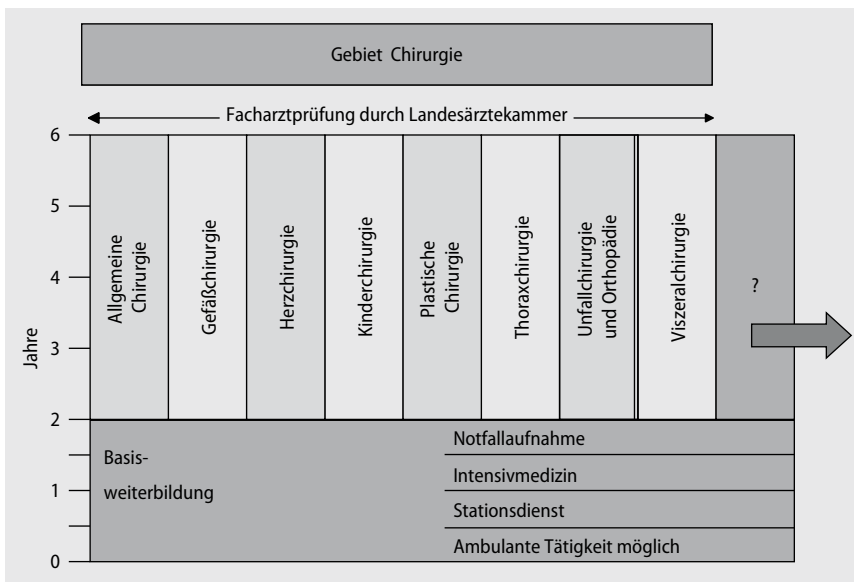 Gebiet Chirurgie
Facharztprüfung durch Landesärztekammer
Jahre
6
5
4
3
2
1
0
Allgemeine
Chirurgie
Gefäßchirurgie
Herzchirurgie
Kinderchirurgie
Plastische
Chirurgie
Thoraxchirurgie
Unfallchirurgie
und Orthopädie
Viszeralchirurgie
?
Basis-
weiterbildung
Notfallaufnahme
Intensivmedizin
Stationsdienst
Ambulante Tätigkeit möglich